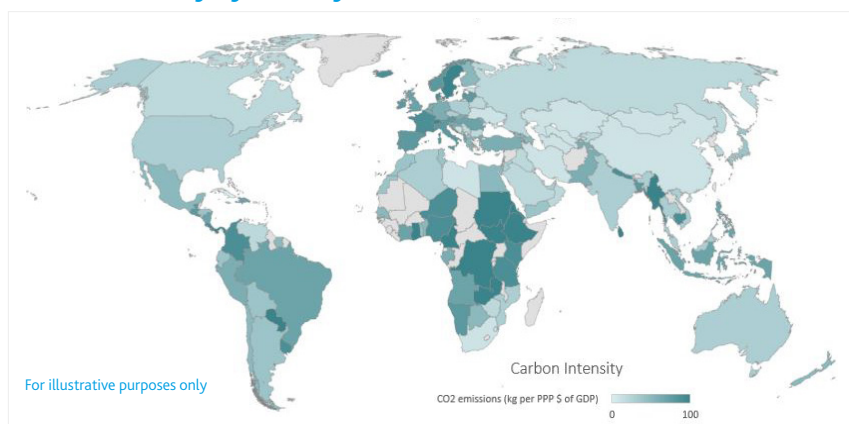 Carbon Intensity
For illustrative purposes only
CO2 emissions (kg per PPP $ of GDP)
0 100